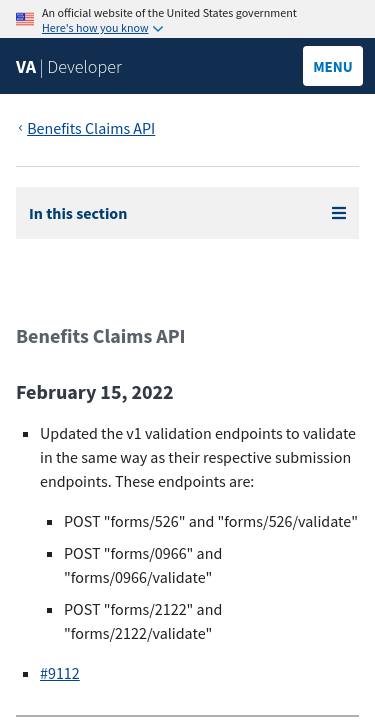 An official website of the United States government
Here's how you know
VA | Developer
MENU
‹ Benefits Claims API
In this section
Benefits Claims API
February 15, 2022
▪ Updated the v1 validation endpoints to validate
in the same way as their respective submission
endpoints. These endpoints are:
▪ POST "forms/526" and "forms/526/validate"
▪ POST "forms/0966" and
"forms/0966/validate"
▪ POST "forms/2122" and
"forms/2122/validate"
▪ #9112